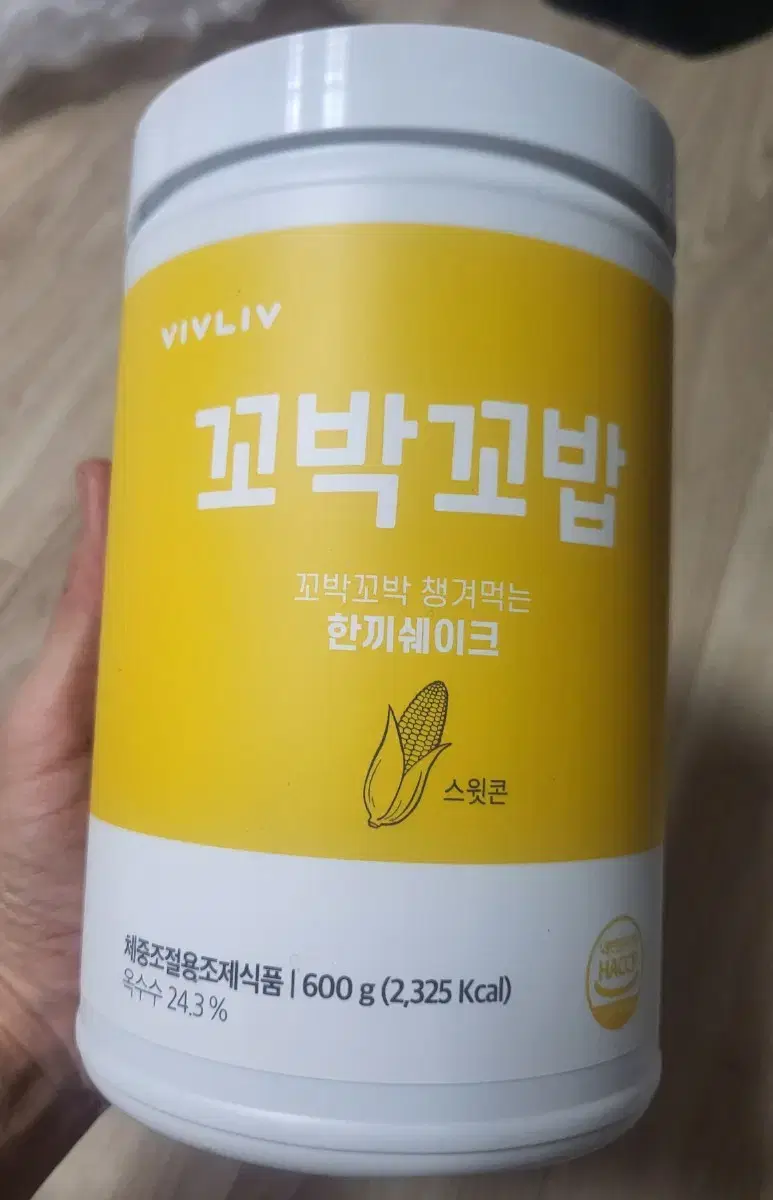 VIVLIV
꼬박꼬밥
꼬박꼬박 챙겨먹는
한끼쉐이크
스윗콘
체중조절용조제식품 | 600 g (2,325 Kcal)
옥수수 24.3 %
HACCP